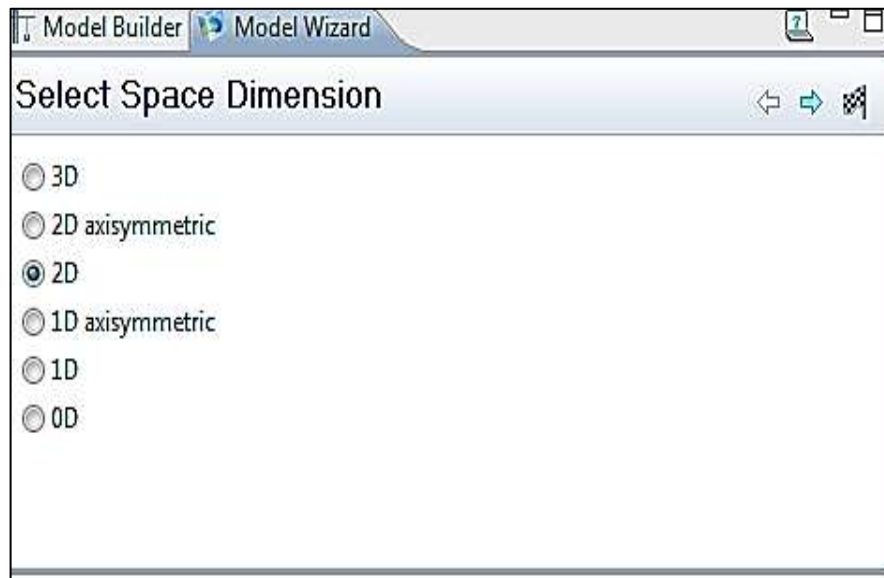 Model Builder Model Wizard
Select Space Dimension
3D
2D axisymmetric
2D
1D axisymmetric
1D
0D